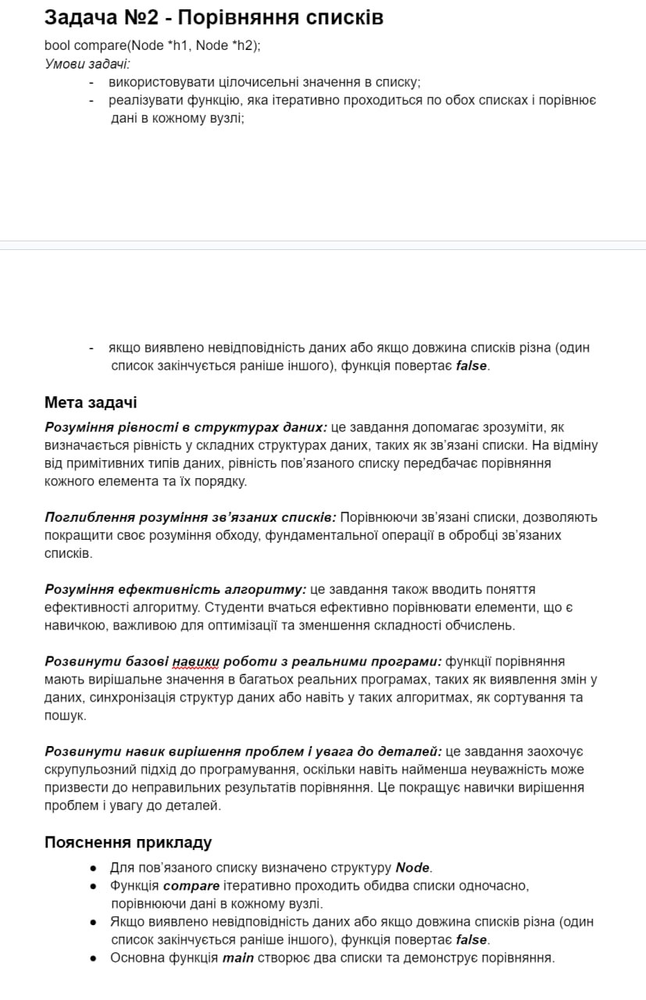 Задача №2 - Порівняння списків
bool compare(Node *h1, Node *h2);
Умови задачі:
- використовувати цілочисельні значення в списку;
- реалізувати функцію, яка ітеративно проходиться по обох списках і порівнює
дані в кожному вузлі;
- якщо виявлено невідповідність даних або якщо довжина списків різна (один
список закінчується раніше іншого), функція повертає false.
Мета задачі
Розуміння рівності в структурах даних: це завдання допомагає зрозуміти, як
визначається рівність у складних структурах даних, таких як зв’язані списки. На відміну
від примітивних типів даних, рівність пов’язаного списку передбачає порівняння
кожного елемента та їх порядку.
Поглиблення розуміння зв’язаних списків: Порівнюючи зв’язані списки, дозволяють
покращити своє розуміння обходу, фундаментальної операції в обробці зв’язаних
списків.
Розуміння ефективність алгоритму: це завдання також вводить поняття
ефективності алгоритму. Студенти вчаться ефективно порівнювати елементи, що є
навичкою, важливою для оптимізації та зменшення складності обчислень.
Розвинути базові навики роботи з реальними програми: функції порівняння
мають вирішальне значення в багатьох реальних програмах, таких як виявлення змін у
даних, синхронізація структур даних або навіть у таких алгоритмах, як сортування та
пошук.
Розвинути навик вирішення проблем і увага до деталей: це завдання заохочує
скрупульозний підхід до програмування, оскільки навіть найменша неуважність може
призвести до неправильних результатів порівняння. Це покращує навички вирішення
проблем і увагу до деталей.
Пояснення прикладу
● Для пов’язаного списку визначено структуру Node.
● Функція compare ітеративно проходить обидва списки одночасно,
порівнюючи дані в кожному вузлі.
● Якщо виявлено невідповідність даних або якщо довжина списків різна (один
список закінчується раніше іншого), функція повертає false.
● Основна функція main створює два списки та демонструє порівняння.